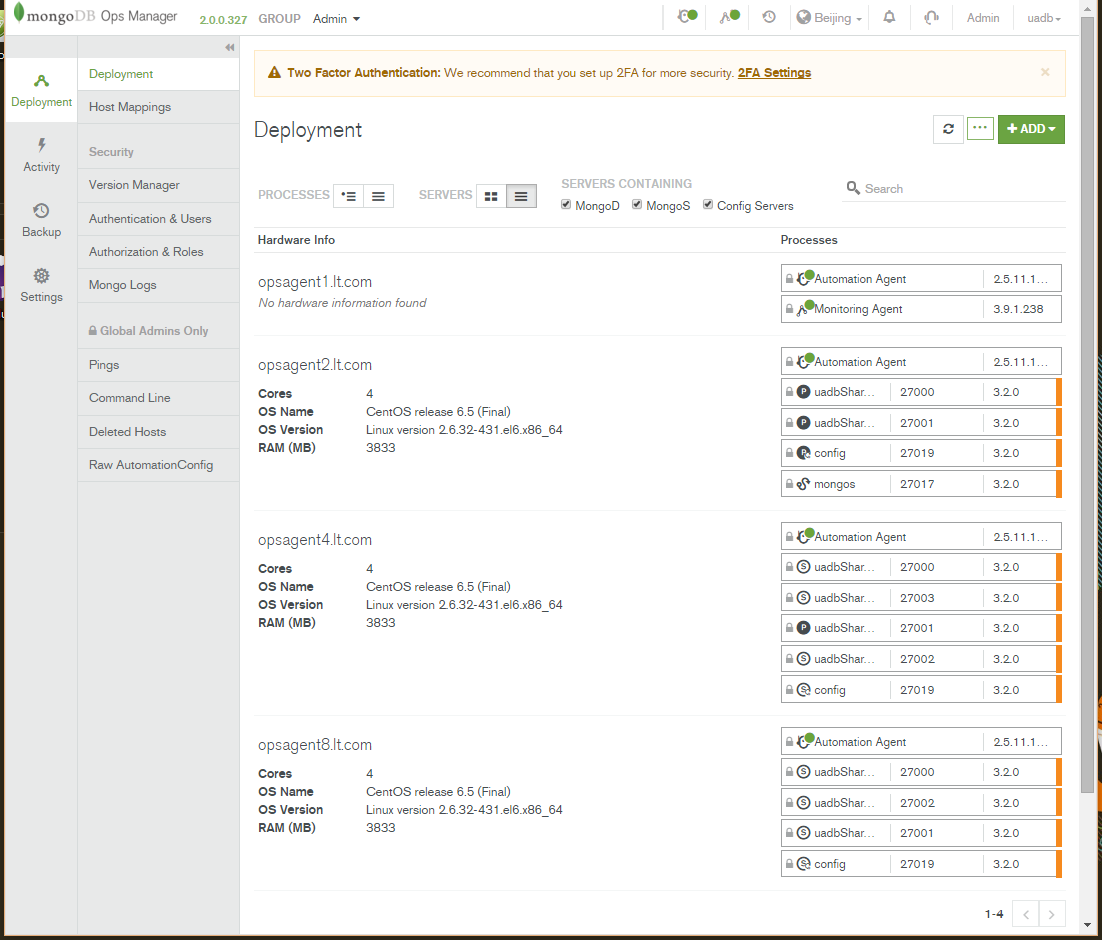 mongoDB Ops Manager 2.0.0.327 GROUP Admin Beijing Admin uadb
Deployment
Activity
Backup
Settings
Deployment
Host Mappings
Security
Version Manager
Authentication & Users
Authorization & Roles
Mongo Logs
Global Admins Only
Pings
Command Line
Deleted Hosts
Raw AutomationConfig
Two Factor Authentication: We recommend that you set up 2FA for more security. 2FA Settings ×
Deployment
... + ADD
PROCESSES SERVERS SERVERS CONTAINING
MongoD MongoS Config Servers
Search
Hardware Info Processes
opsagent1.lt.com
No hardware information found
Automation Agent 2.5.11.1...
Monitoring Agent 3.9.1.238
opsagent2.lt.com
Cores 4
OS Name CentOS release 6.5 (Final)
OS Version Linux version 2.6.32-431.el6.x86_64
RAM (MB) 3833
Automation Agent 2.5.11.1...
P uadbShar... 27000 3.2.0
P uadbShar... 27001 3.2.0
P config 27019 3.2.0
mongos 27017 3.2.0
opsagent4.lt.com
Cores 4
OS Name CentOS release 6.5 (Final)
OS Version Linux version 2.6.32-431.el6.x86_64
RAM (MB) 3833
Automation Agent 2.5.11.1...
S uadbShar... 27000 3.2.0
S uadbShar... 27003 3.2.0
P uadbShar... 27001 3.2.0
S uadbShar... 27002 3.2.0
S config 27019 3.2.0
opsagent8.lt.com
Cores 4
OS Name CentOS release 6.5 (Final)
OS Version Linux version 2.6.32-431.el6.x86_64
RAM (MB) 3833
Automation Agent 2.5.11.1...
S uadbShar... 27000 3.2.0
S uadbShar... 27002 3.2.0
S uadbShar... 27001 3.2.0
S config 27019 3.2.0
1-4